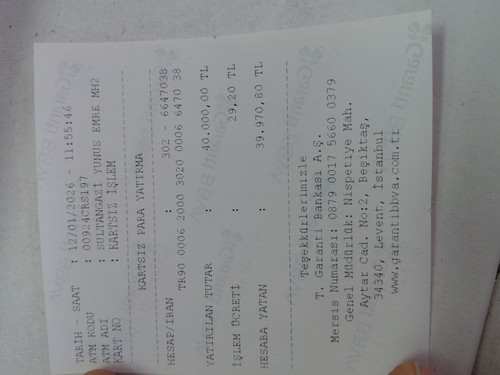 TARİH - SAAT : 12/01/2026 - 11:55:46
ATM KODU : 00924CRS197
ATM ADI : SULTANGAZİ YUNUS EMRE MH2
KART NO : KARTSIZ İŞLEM
KARTSIZ PARA YATIRMA
HESAP/IBAN 302 - 6647038
TR90 0006 2000 3020 0006 6470 38
YATIRILAN TUTAR : 40.000,00 TL
İŞLEM ÜCRETİ : 29,20 TL
HESABA YATAN : 39.970,80 TL
Teşekkürlerimizle
T. Garanti Bankası A.Ş.
Mersis Numarası: 0879 0017 5660 0379
Genel Müdürlük: Nispetiye Mah.
Aytar Cad. No:2, Beşiktaş,
34340, Levent, İstanbul
www.garantibbva.com.tr